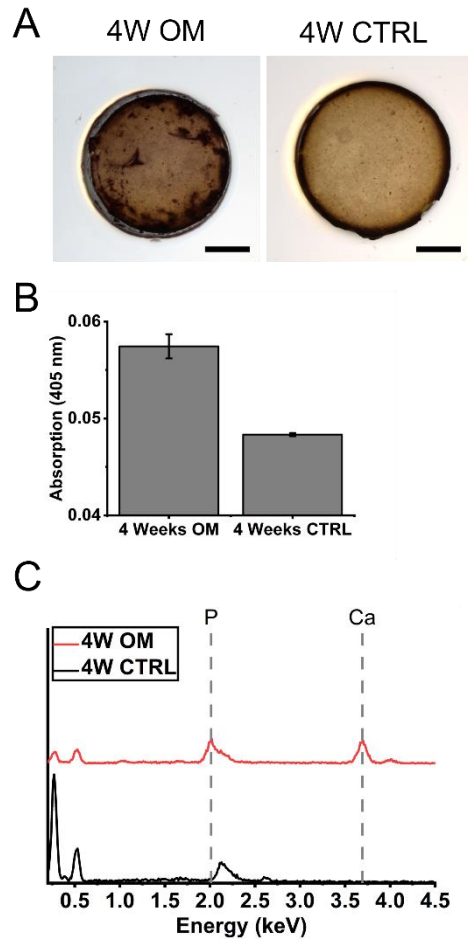 A
4W OM 4W CTRL
B
Absorption (405 nm)
0.06
0.05
0.04
4 Weeks OM 4 Weeks CTRL
C
P Ca
4W OM
4W CTRL
0.5 1.0 1.5 2.0 2.5 3.0 3.5 4.0 4.5
Energy (keV)